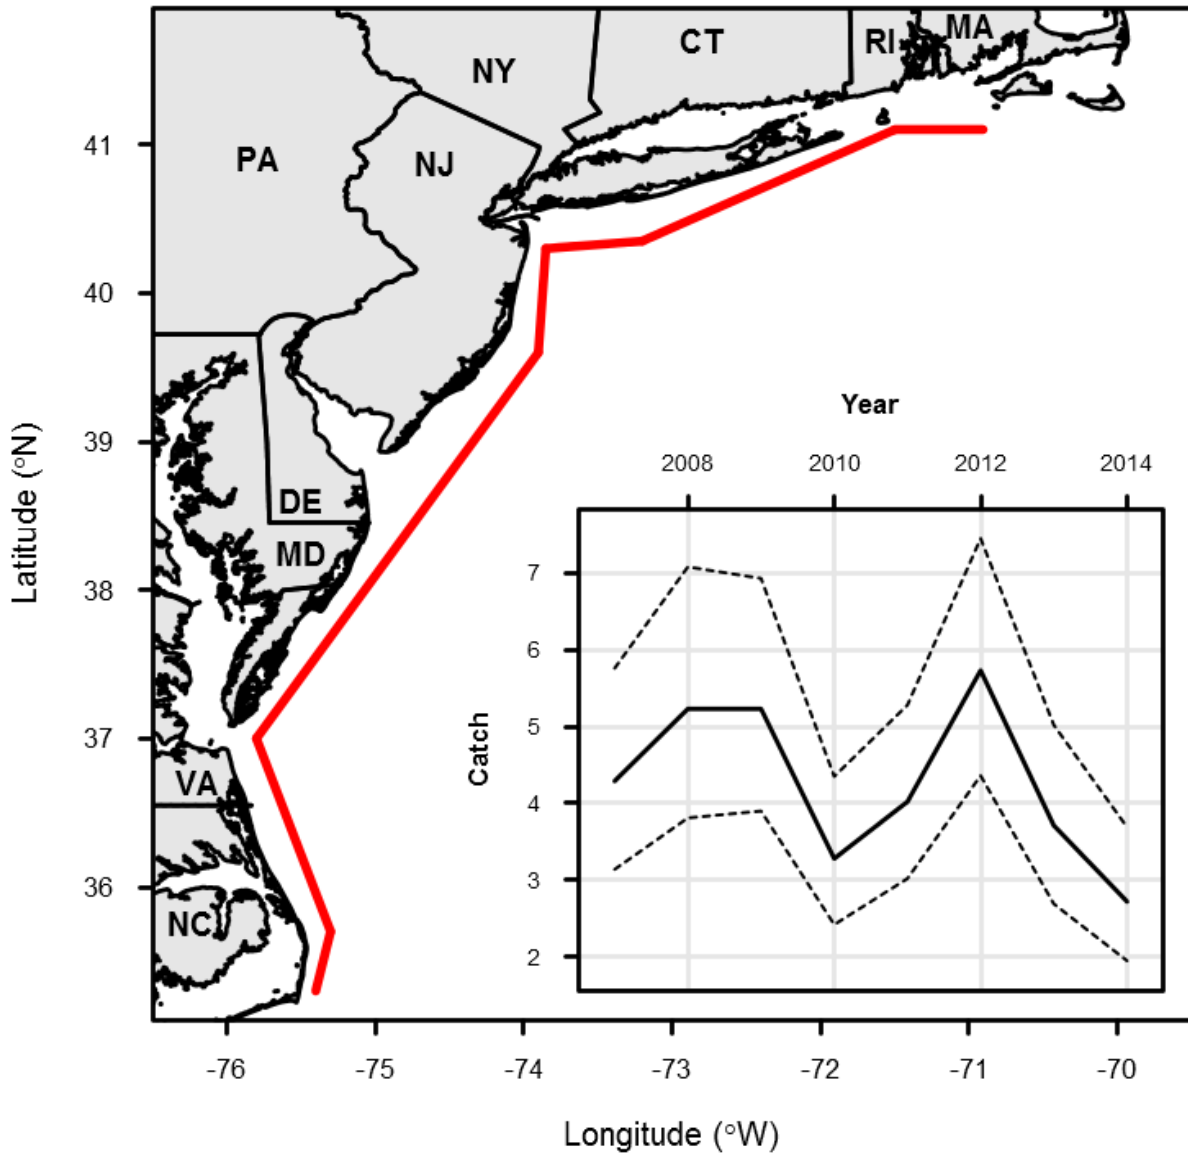 MA
CT
RI
NY
41
PA
NJ
40
Year
39
2008 2010 2012 2014
DE
MD
7
38
6
5
Catch
37
VA
4
3
36
NC
2
Latitude (°N)
-76 -75 -74 -73 -72 -71 -70
Longitude (°W)